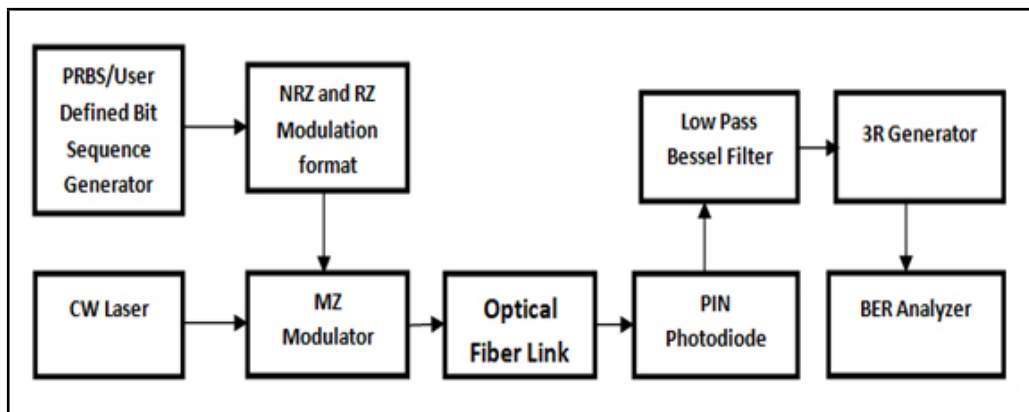 PRBS/User
Defined Bit
Sequence
Generator
NRZ and RZ
Modulation
format
Low Pass
Bessel Filter
3R Generator
CW Laser
MZ
Modulator
Optical
Fiber Link
PIN
Photodiode
BER Analyzer